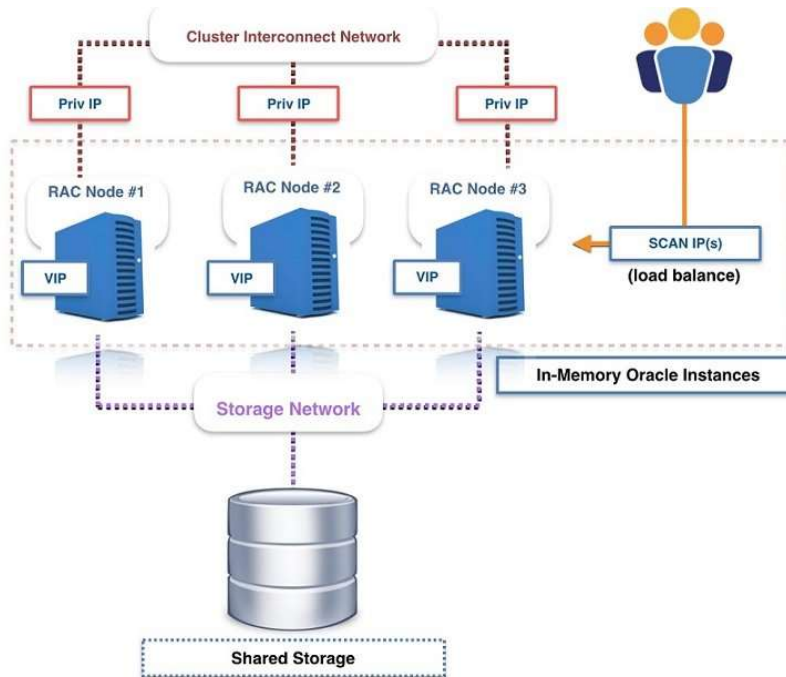 Cluster Interconnect Network
Priv IP
Priv IP
Priv IP
RAC Node #1
RAC Node #2
RAC Node #3
VIP
VIP
VIP
SCAN IP(s)
(load balance)
In-Memory Oracle Instances
Storage Network
Shared Storage